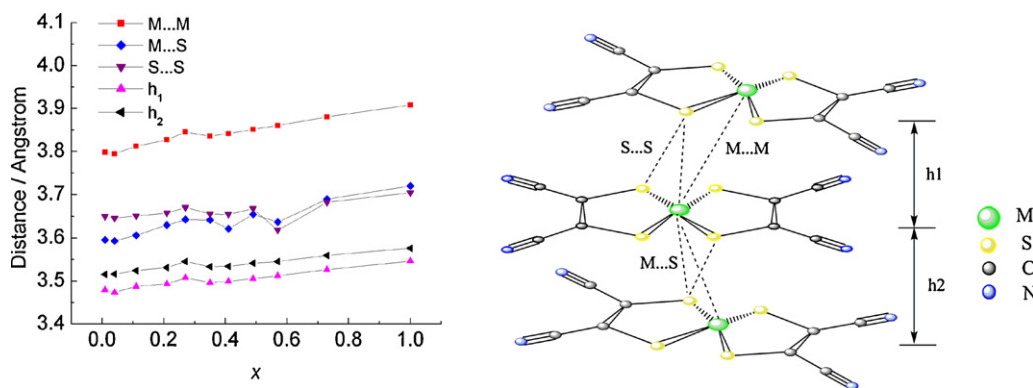 4.1
4.0
3.9
3.8
3.7
3.6
3.5
3.4
Distance / Angstrom
M...M
M...S
S...S
h1
h2
0.0 0.2 0.4 0.6 0.8 1.0
x
S...S
M...M
M...S
h1
h2
M
S
C
N